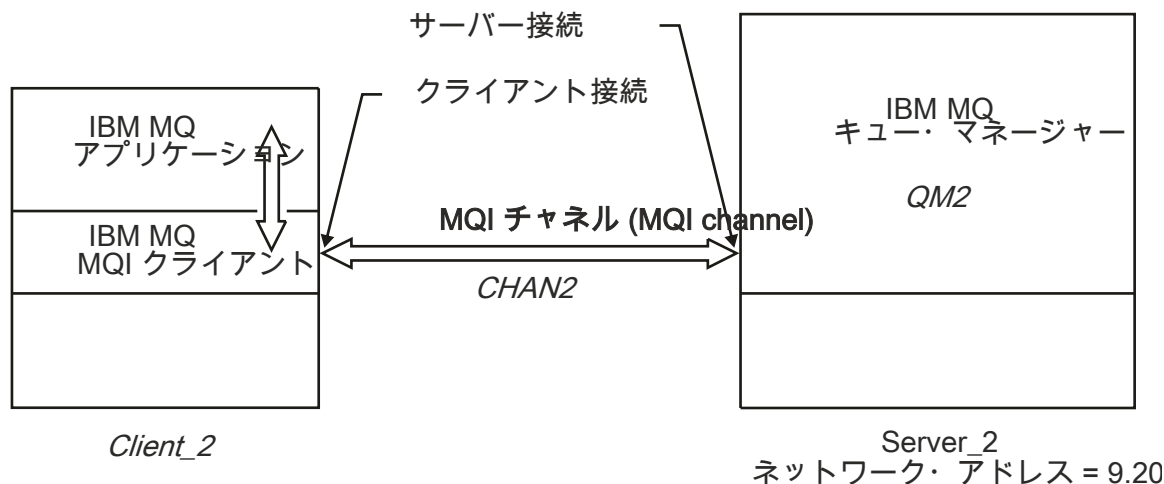 サーバー接続
クライアント接続
IBM MQ
アプリケーション
IBM MQ
MQI クライアント
MQI チャネル (MQI channel)
CHAN2
IBM MQ
キュー・マネージャー
QM2
Client_2
Server_2
ネットワーク・アドレス = 9.20